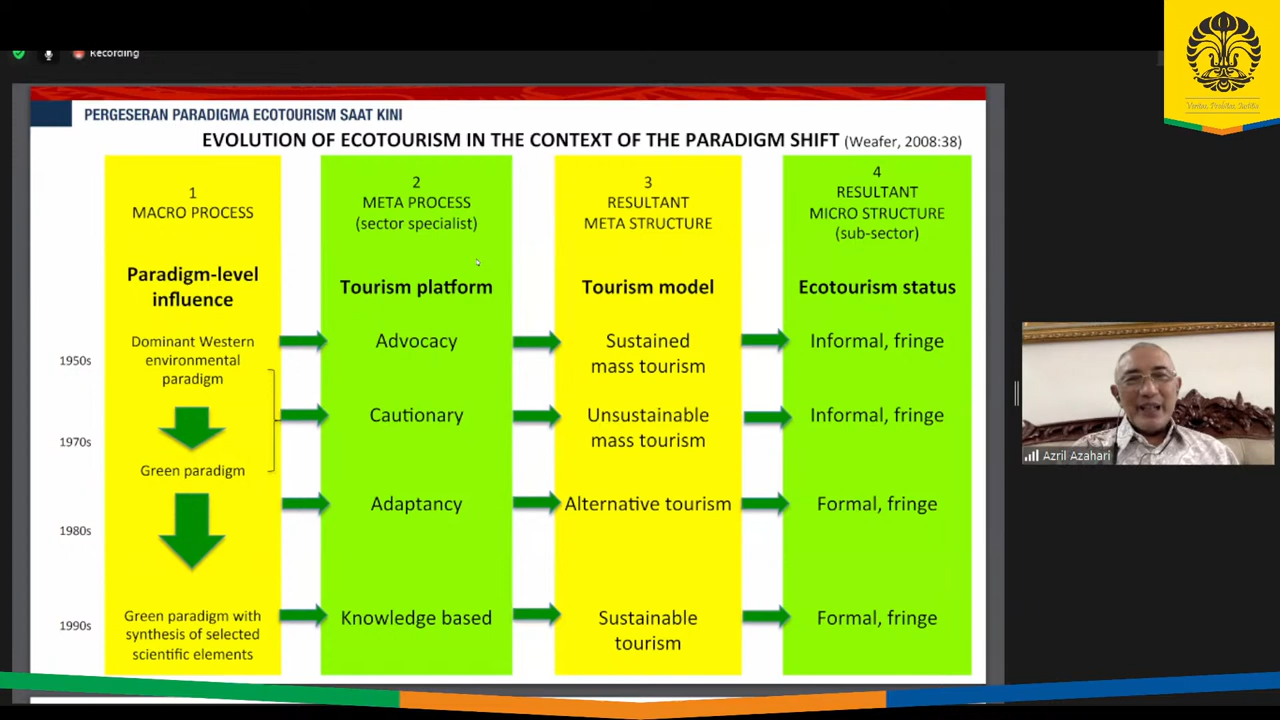 Recording
Veritas, Probitas, Iustitia
PERGESERAN PARADIGMA ECOTOURISM SAAT KINI
EVOLUTION OF ECOTOURISM IN THE CONTEXT OF THE PARADIGM SHIFT (Weafer, 2008:38)
1
MACRO PROCESS
Paradigm-level
influence
Dominant Western
environmental
paradigm
Green paradigm
Green paradigm with
synthesis of selected
scientific elements
1950s
1970s
1980s
1990s
2
META PROCESS
(sector specialist)
Tourism platform
Advocacy
Cautionary
Adaptancy
Knowledge based
3
RESULTANT
META STRUCTURE
Tourism model
Sustained
mass tourism
Unsustainable
mass tourism
Alternative tourism
Sustainable
tourism
4
RESULTANT
MICRO STRUCTURE
(sub-sector)
Ecotourism status
Informal, fringe
Informal, fringe
Formal, fringe
Formal, fringe
Azril Azahari